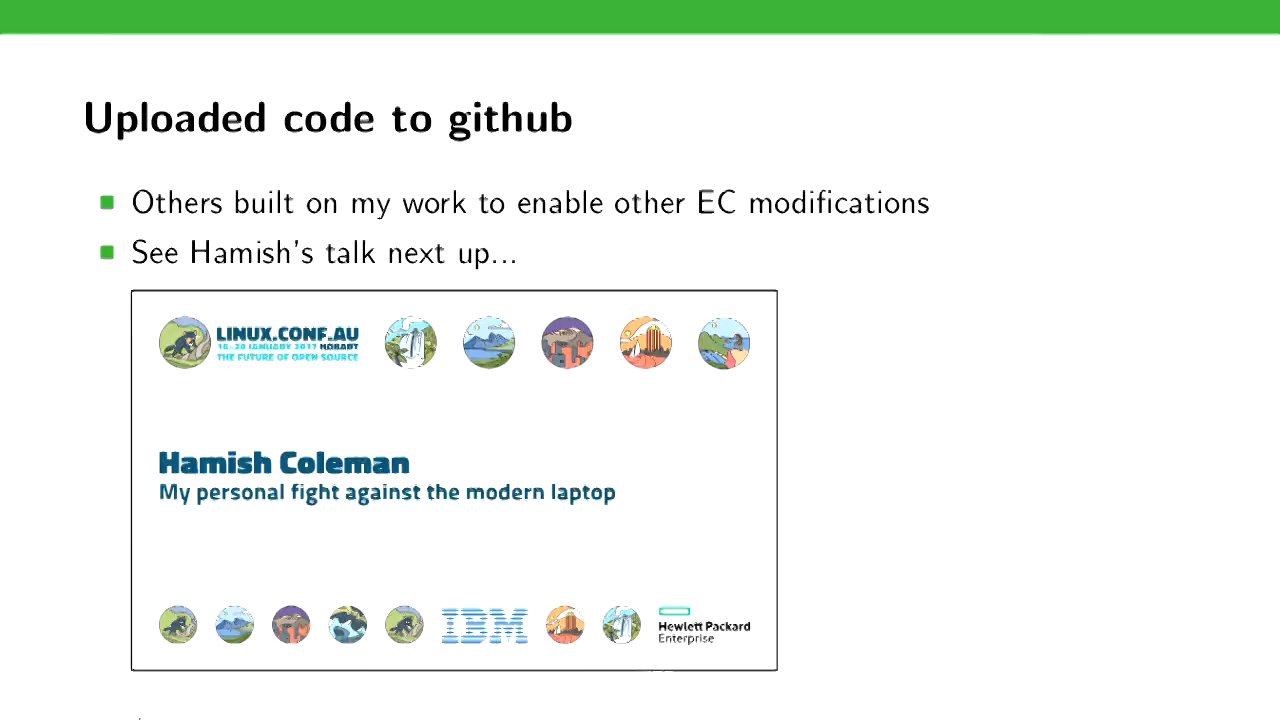 Uploaded code to github
Others built on my work to enable other EC modifications
See Hamish's talk next up...
LINUX.CONF.AU
16–20 JANUARY 2017 HOBART
THE FUTURE OF OPEN SOURCE
Hamish Coleman
My personal fight against the modern laptop
IBM
Hewlett Packard
Enterprise